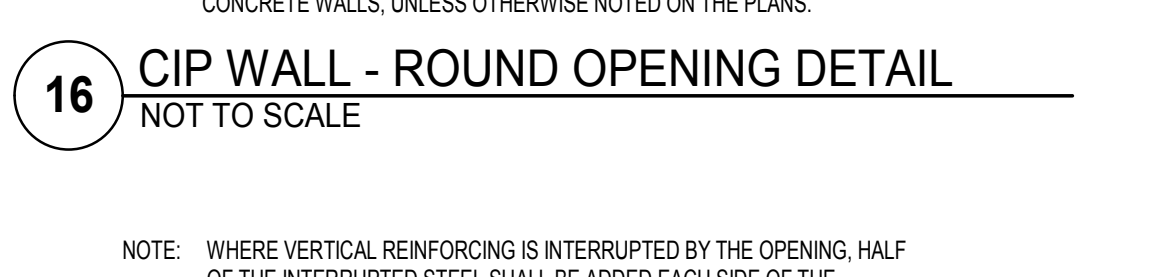 CONCRETE WALLS, UNLESS OTHERWISE NOTED ON THE PLANS.
16
CIP WALL - ROUND OPENING DETAIL
NOT TO SCALE
NOTE: WHERE VERTICAL REINFORCING IS INTERRUPTED BY THE OPENING, HALF
OF THE INTERRUPTED STEEL SHALL BE ADDED EACH SIDE OF THE